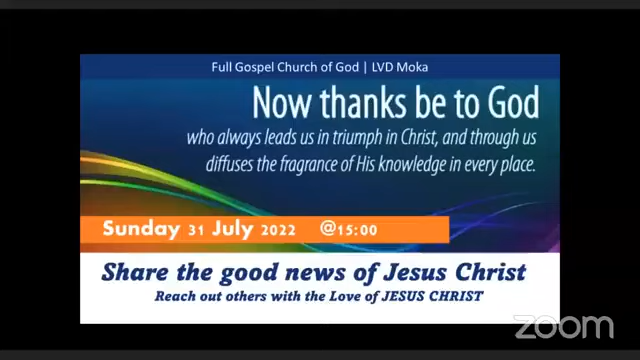 Full Gospel Church of God | LVD Moka
Now thanks be to God
who always leads us in triumph in Christ, and through us
diffuses the fragrance of His knowledge in every place.
Sunday 31 July 2022 @15:00
Share the good news of Jesus Christ
Reach out others with the Love of JESUS CHRIST
zoom